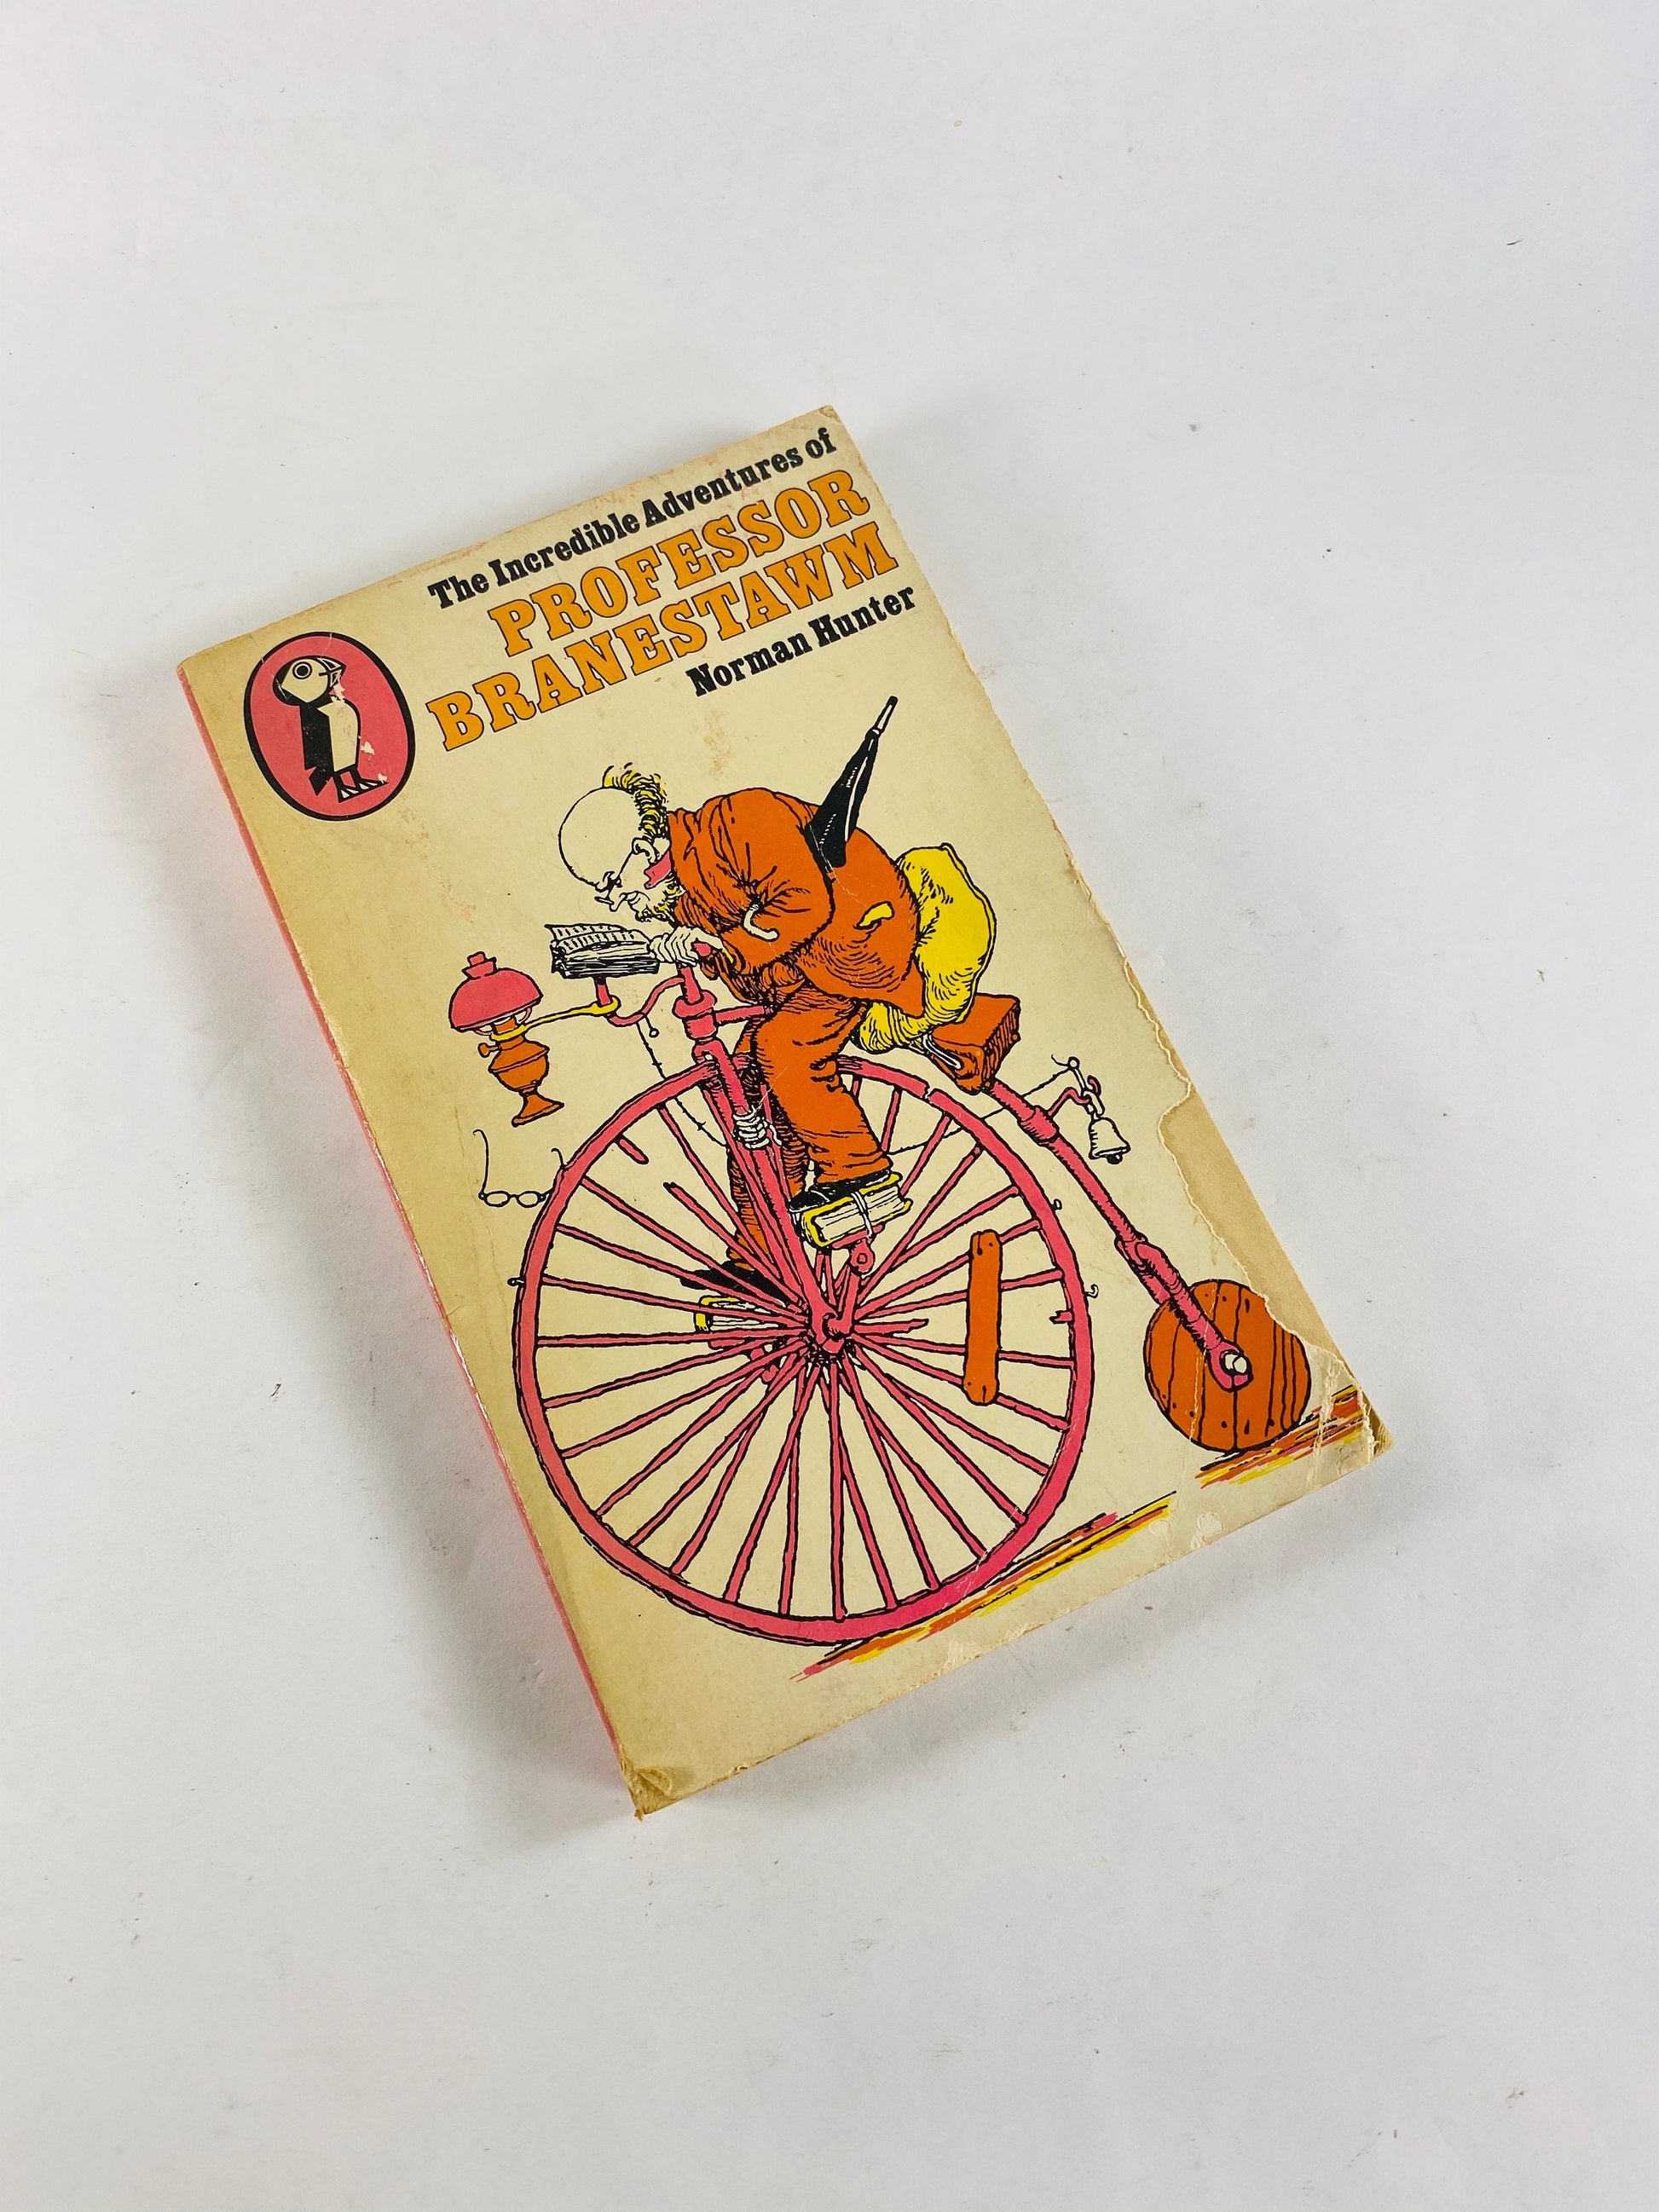 The Incredible Adventures of
PROFESSOR
BRANESTAWM
Norman Hunter